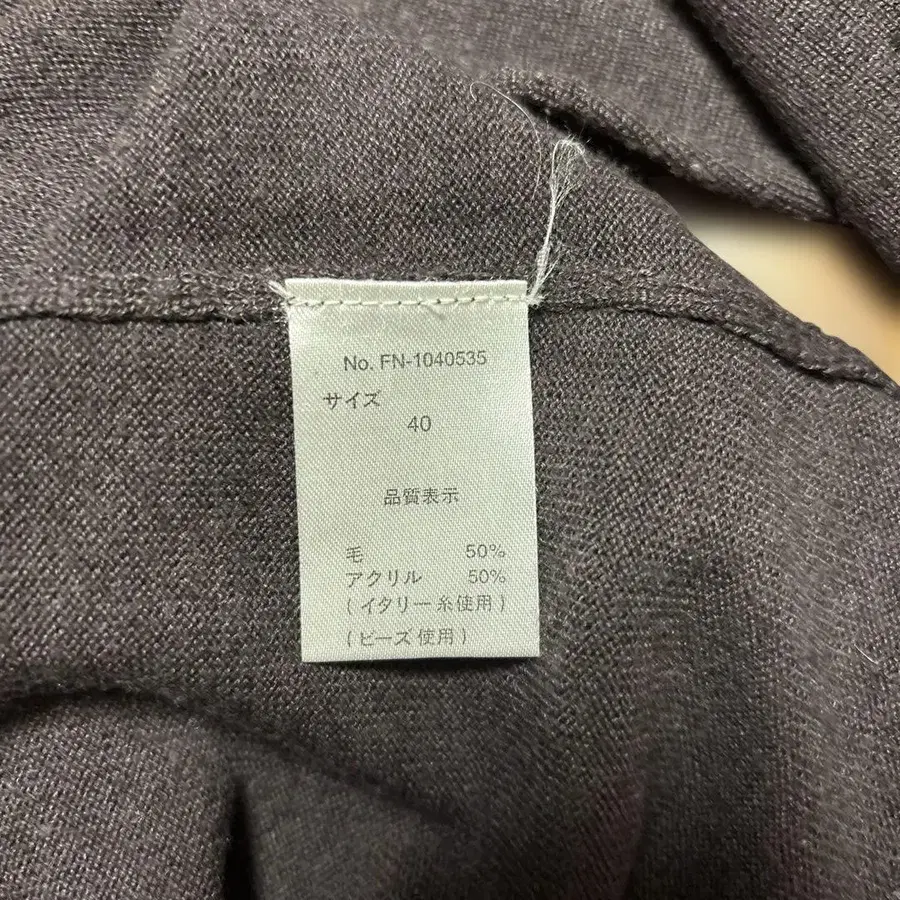 No. FN-1040535
サイズ
40
品質表示
毛 50%
アクリル 50%
( イタリー糸使用 )
( ビーズ使用 )